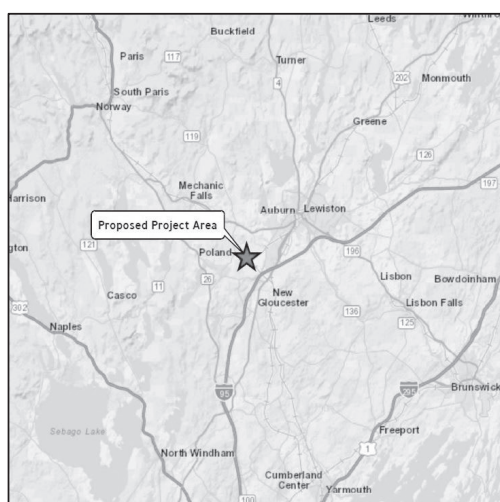 Leeds
Buckfield
Paris
117
Turner
4
202
Monmouth
South Paris
Norway
Greene
119
126
Mechanic
Falls
197
Auburn
Lewiston
Proposed Project Area
121
Poland
26
196
11
New
Gloucester
Lisbon
Bowdoinham
Casco
136
Lisbon Falls
125
302
Naples
95
295
Brunswick
Sebago Lake
Freeport
1
North Windham
Cumberland
Center
Yarmouth
100